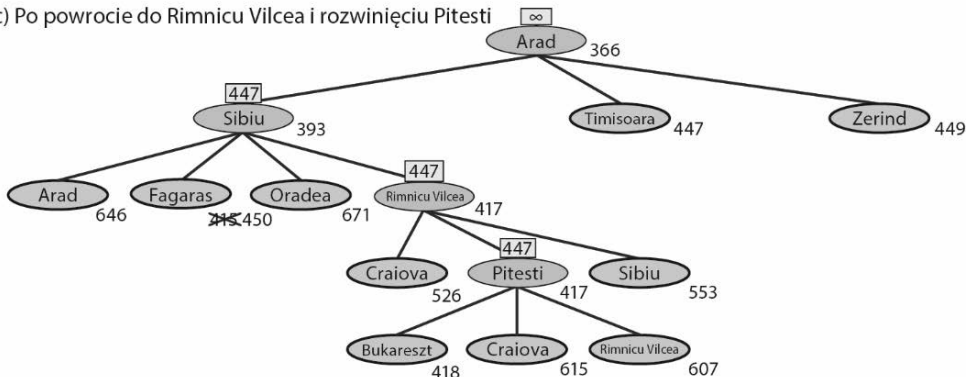 c) Po powrocie do Rimnicu Vilcea i rozwinięciu Pitesti
∞
Arad
366
447
Sibiu
393
Timisoara
447
Zerind
449
Arad
646
Fagaras
415 450
Oradea
671
447
Rimnicu Vilcea
417
Craiova
526
447
Pitesti
417
Sibiu
553
Bukareszt
418
Craiova
615
Rimnicu Vilcea
607